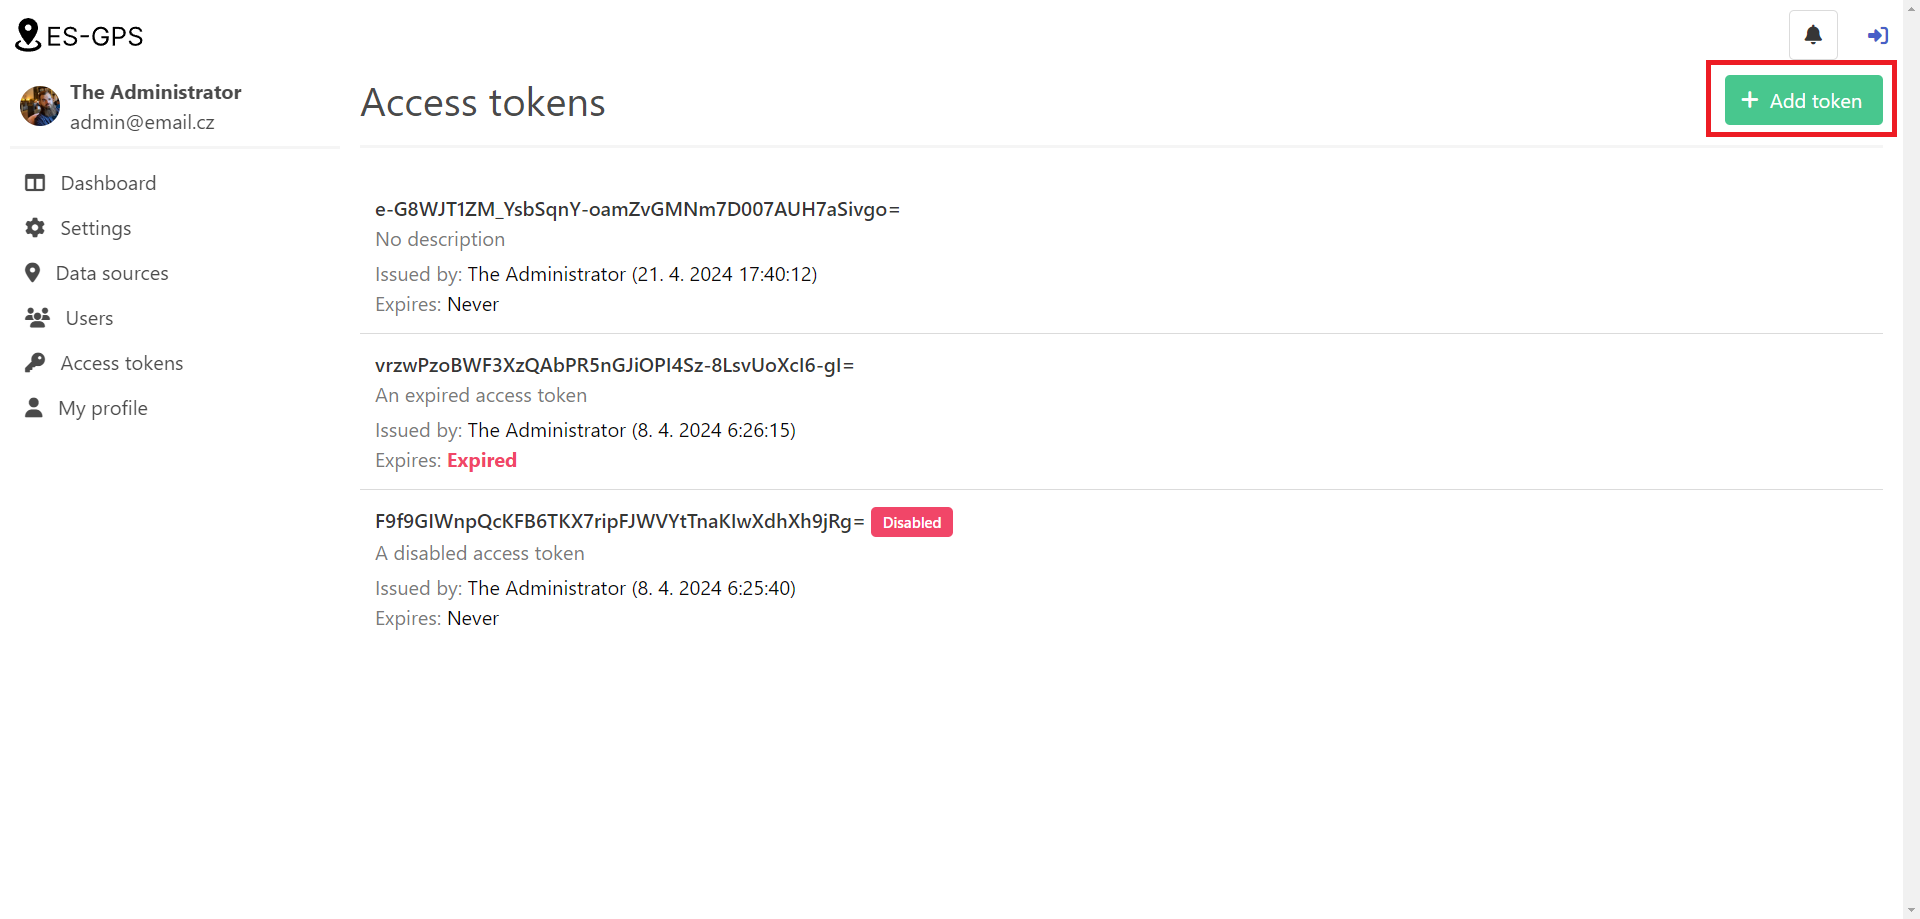 ES-GPS
The Administrator
admin@email.cz
Dashboard
Settings
Data sources
Users
Access tokens
My profile
Access tokens
Add token
e-G8WJT1ZM_YsbSqnY-oamZvGMNm7D007AUH7aSivgo=
No description
Issued by: The Administrator (21. 4. 2024 17:40:12)
Expires: Never
vrzwPzoBWF3XzQAbPR5nGJiOPI4Sz-8LsvUoXcI6-gI=
An expired access token
Issued by: The Administrator (8. 4. 2024 6:26:15)
Expires: Expired
F9f9GIWnpQcKFB6TKX7ripFJWVYtTnaKIwXdhXh9jRg= Disabled
A disabled access token
Issued by: The Administrator (8. 4. 2024 6:25:40)
Expires: Never